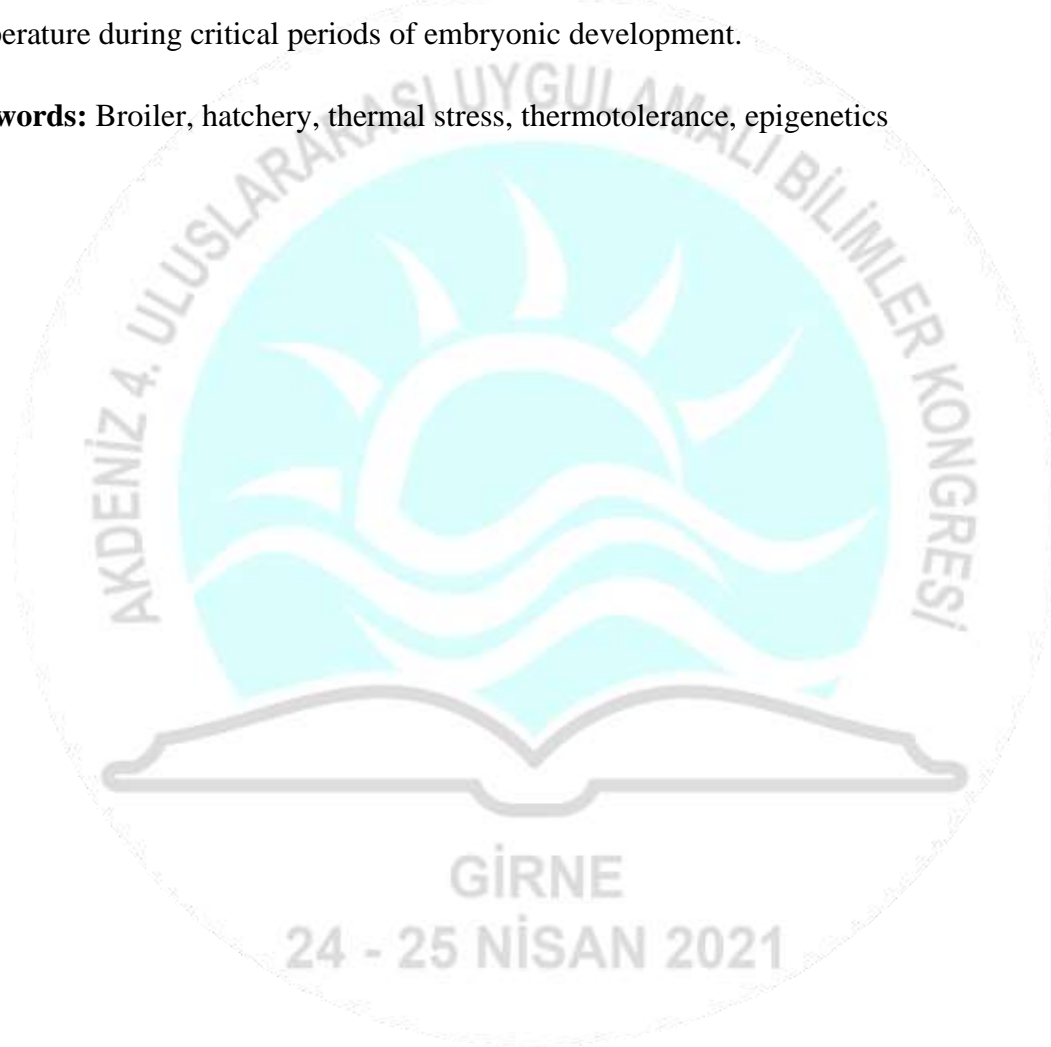 perature during critical periods of embryonic development.
words: Broiler, hatchery, thermal stress, thermotolerance, epigenetics
AKDENİZ 4. ULUSLARARASI UYGULAMALI BİLİMLER KONGRESİ
GİRNE
24 - 25 NİSAN 2021